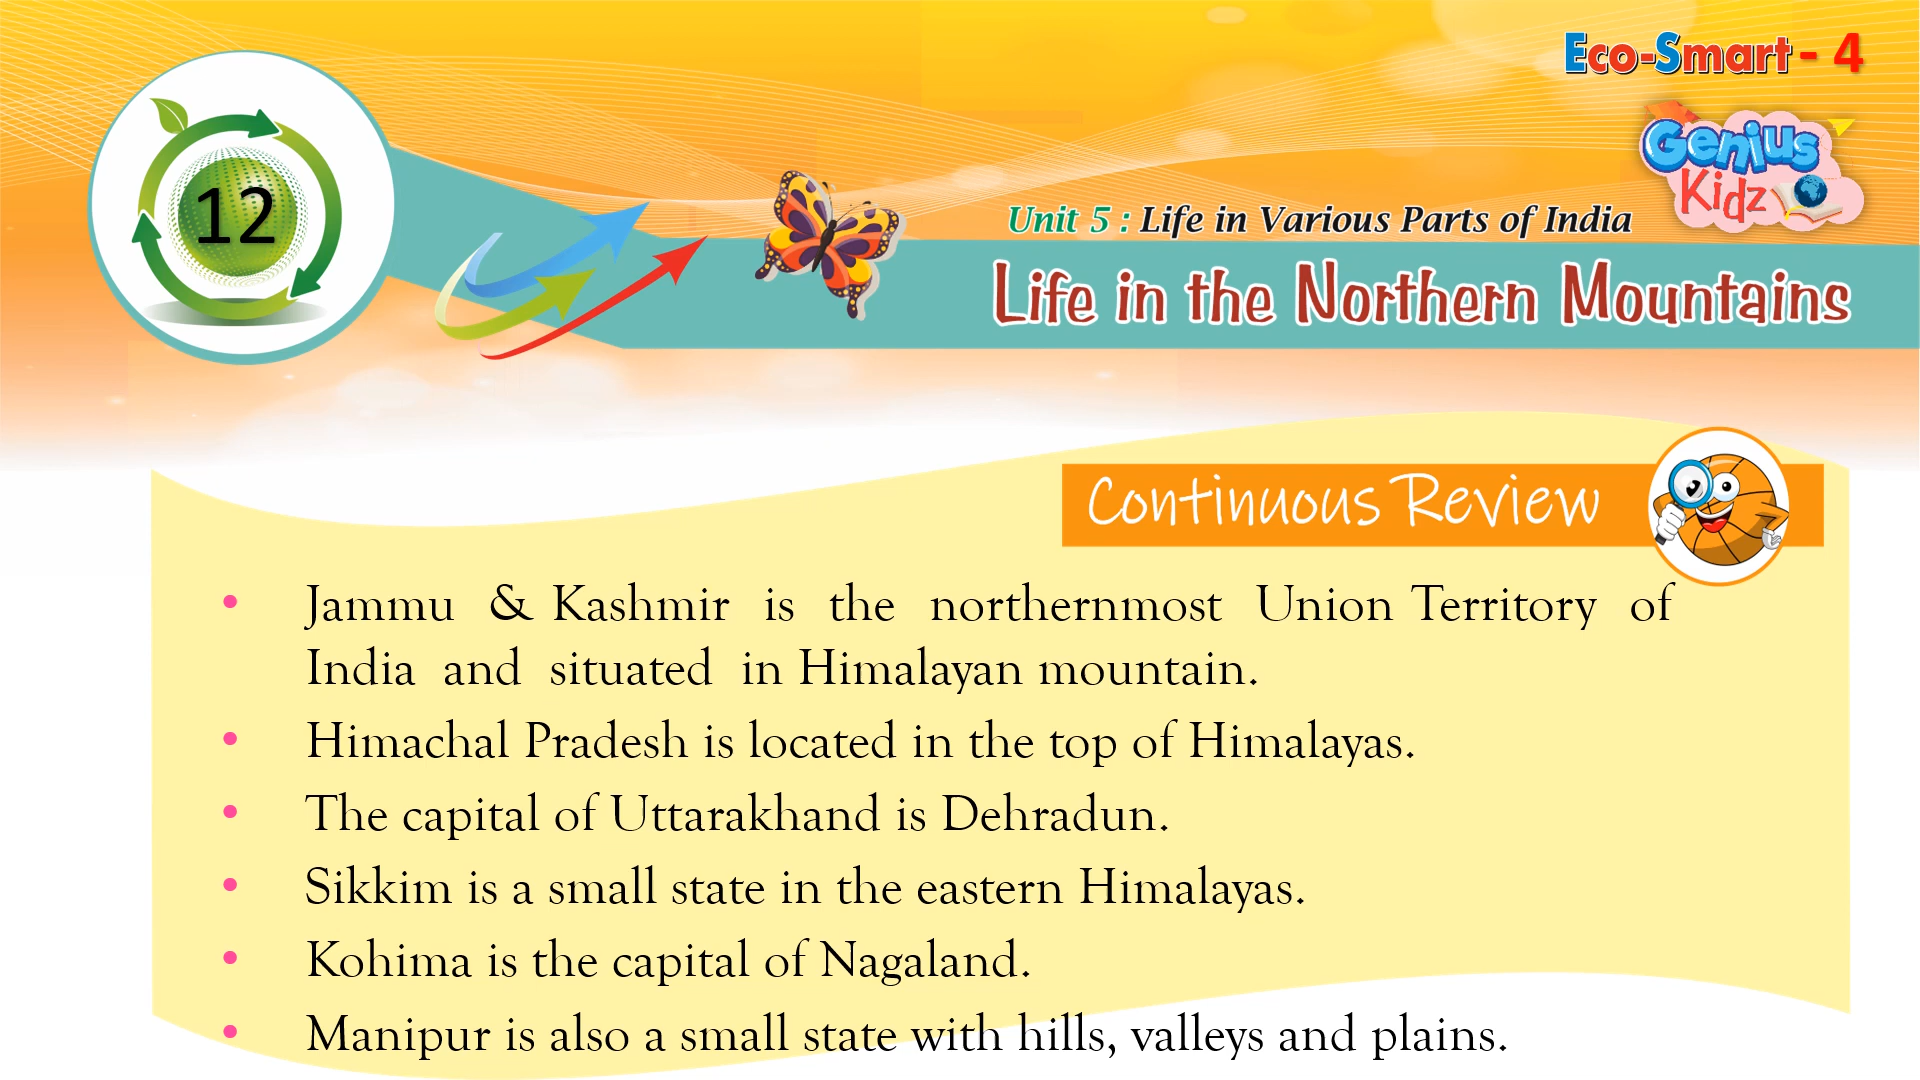 Eco-Smart - 4
Genius
Kidz
12
Unit 5 : Life in Various Parts of India
Life in the Northern Mountains
Continuous Review
• Jammu & Kashmir is the northernmost Union Territory of
India and situated in Himalayan mountain.
• Himachal Pradesh is located in the top of Himalayas.
• The capital of Uttarakhand is Dehradun.
• Sikkim is a small state in the eastern Himalayas.
• Kohima is the capital of Nagaland.
• Manipur is also a small state with hills, valleys and plains.